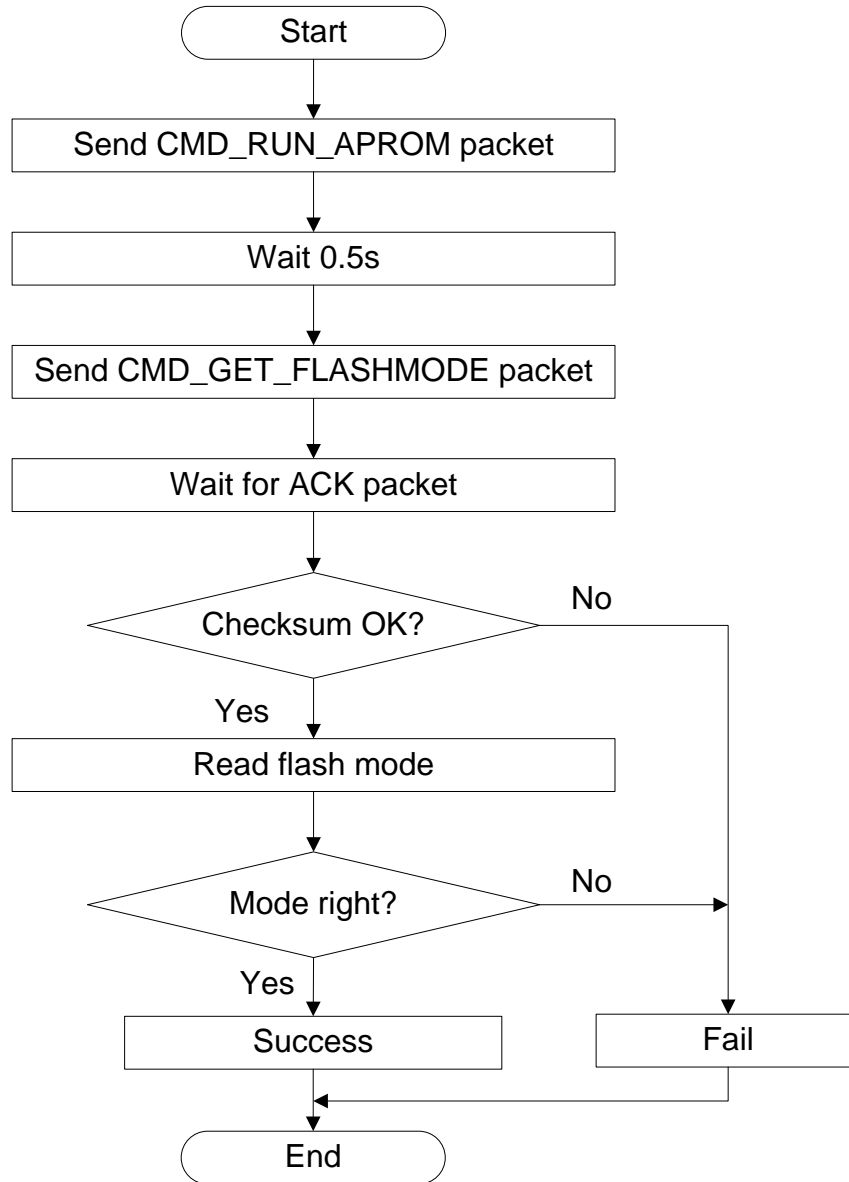 Start
Send CMD_RUN_APROM packet
Wait 0.5s
Send CMD_GET_FLASHMODE packet
Wait for ACK packet
Checksum OK?
No
Yes
Read flash mode
Mode right?
No
Yes
Success
Fail
End